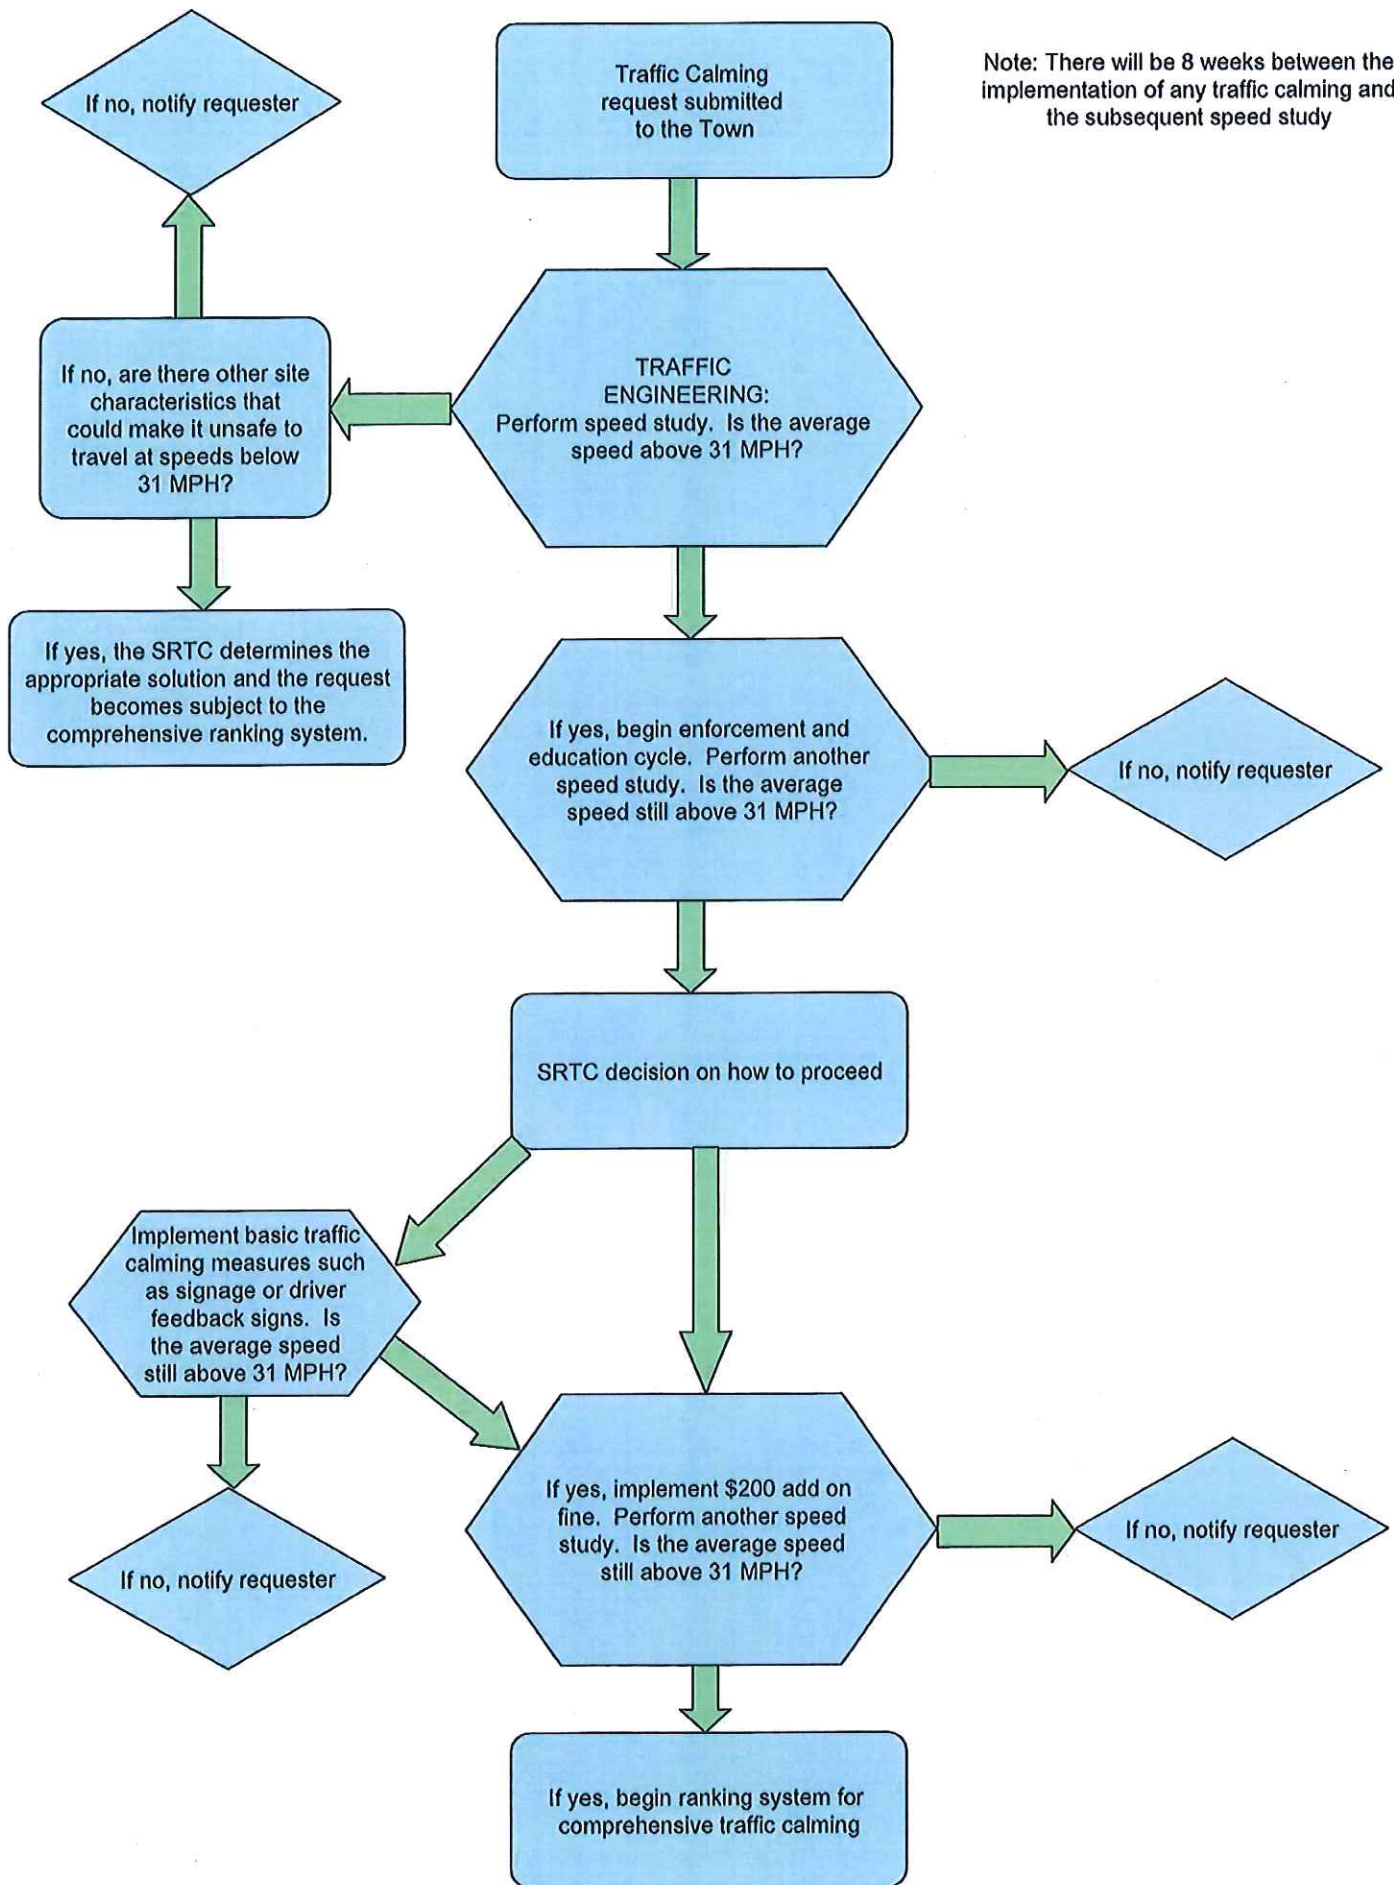 If no, notify requester
Traffic Calming
request submitted
to the Town
Note: There will be 8 weeks between the
implementation of any traffic calming and
the subsequent speed study
If no, are there other site
characteristics that
could make it unsafe to
travel at speeds below
31 MPH?
TRAFFIC
ENGINEERING:
Perform speed study. Is the average
speed above 31 MPH?
If yes, the SRTC determines the
appropriate solution and the request
becomes subject to the
comprehensive ranking system.
If yes, begin enforcement and
education cycle. Perform another
speed study. Is the average
speed still above 31 MPH?
If no, notify requester
SRTC decision on how to proceed
Implement basic traffic
calming measures such
as signage or driver
feedback signs. Is
the average speed
still above 31 MPH?
If no, notify requester
If yes, implement $200 add on
fine. Perform another speed
study. Is the average speed
still above 31 MPH?
If no, notify requester
If yes, begin ranking system for
comprehensive traffic calming